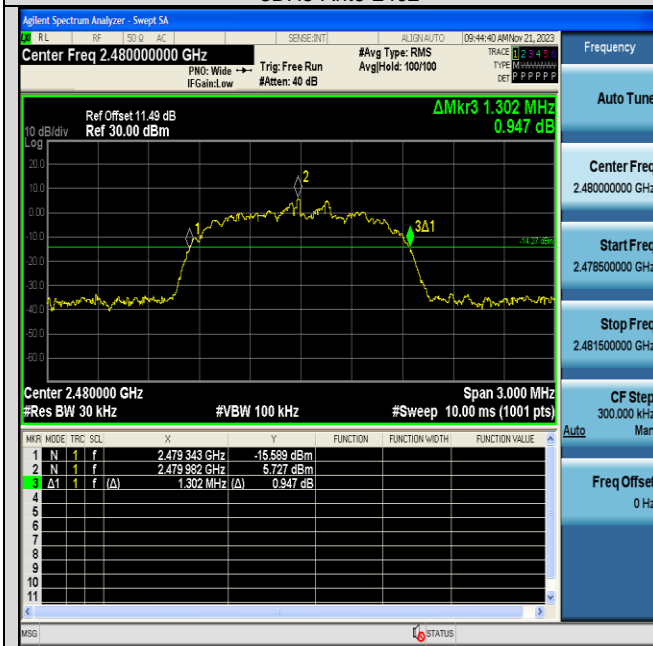 Agilent Spectrum Analyzer - Swept SA
RL RF 50 Ω AC SENSE:INT ALIGN AUTO 09:44:40 AM Nov 21, 2023
Center Freq 2.480000000 GHz
PNO: Wide
IFGain:Low
Trig: Free Run
#Atten: 40 dB
#Avg Type: RMS
Avg|Hold: 100/100
TRACE 1 2 3 4 5 6
TYPE M
DET P P P P P
Frequency
Auto Tune
Center Freq
2.480000000 GHz
Start Freq
2.478500000 GHz
Stop Freq
2.481500000 GHz
CF Step
300.000 kHz
Auto Man
Freq Offset
0 Hz
ΔMkr3 1.302 MHz
0.947 dB
Ref Offset 11.49 dB
10 dB/div Ref 30.00 dBm
Log
20.0
10.0
0.00
-10.0
-20.0
-30.0
-40.0
-50.0
-60.0
1
2
3Δ1
-14.27 dBm
Center 2.480000 GHz Span 3.000 MHz
#Res BW 30 kHz #VBW 100 kHz #Sweep 10.00 ms (1001 pts)
MKR MODE TRC SCL X Y FUNCTION FUNCTION WIDTH FUNCTION VALUE
1 N 1 f 2.479 343 GHz -15.589 dBm
2 N 1 f 2.479 982 GHz 5.727 dBm
3 Δ1 1 f (Δ) 1.302 MHz (Δ) 0.947 dB
4
5
6
7
8
9
10
11
MSG STATUS